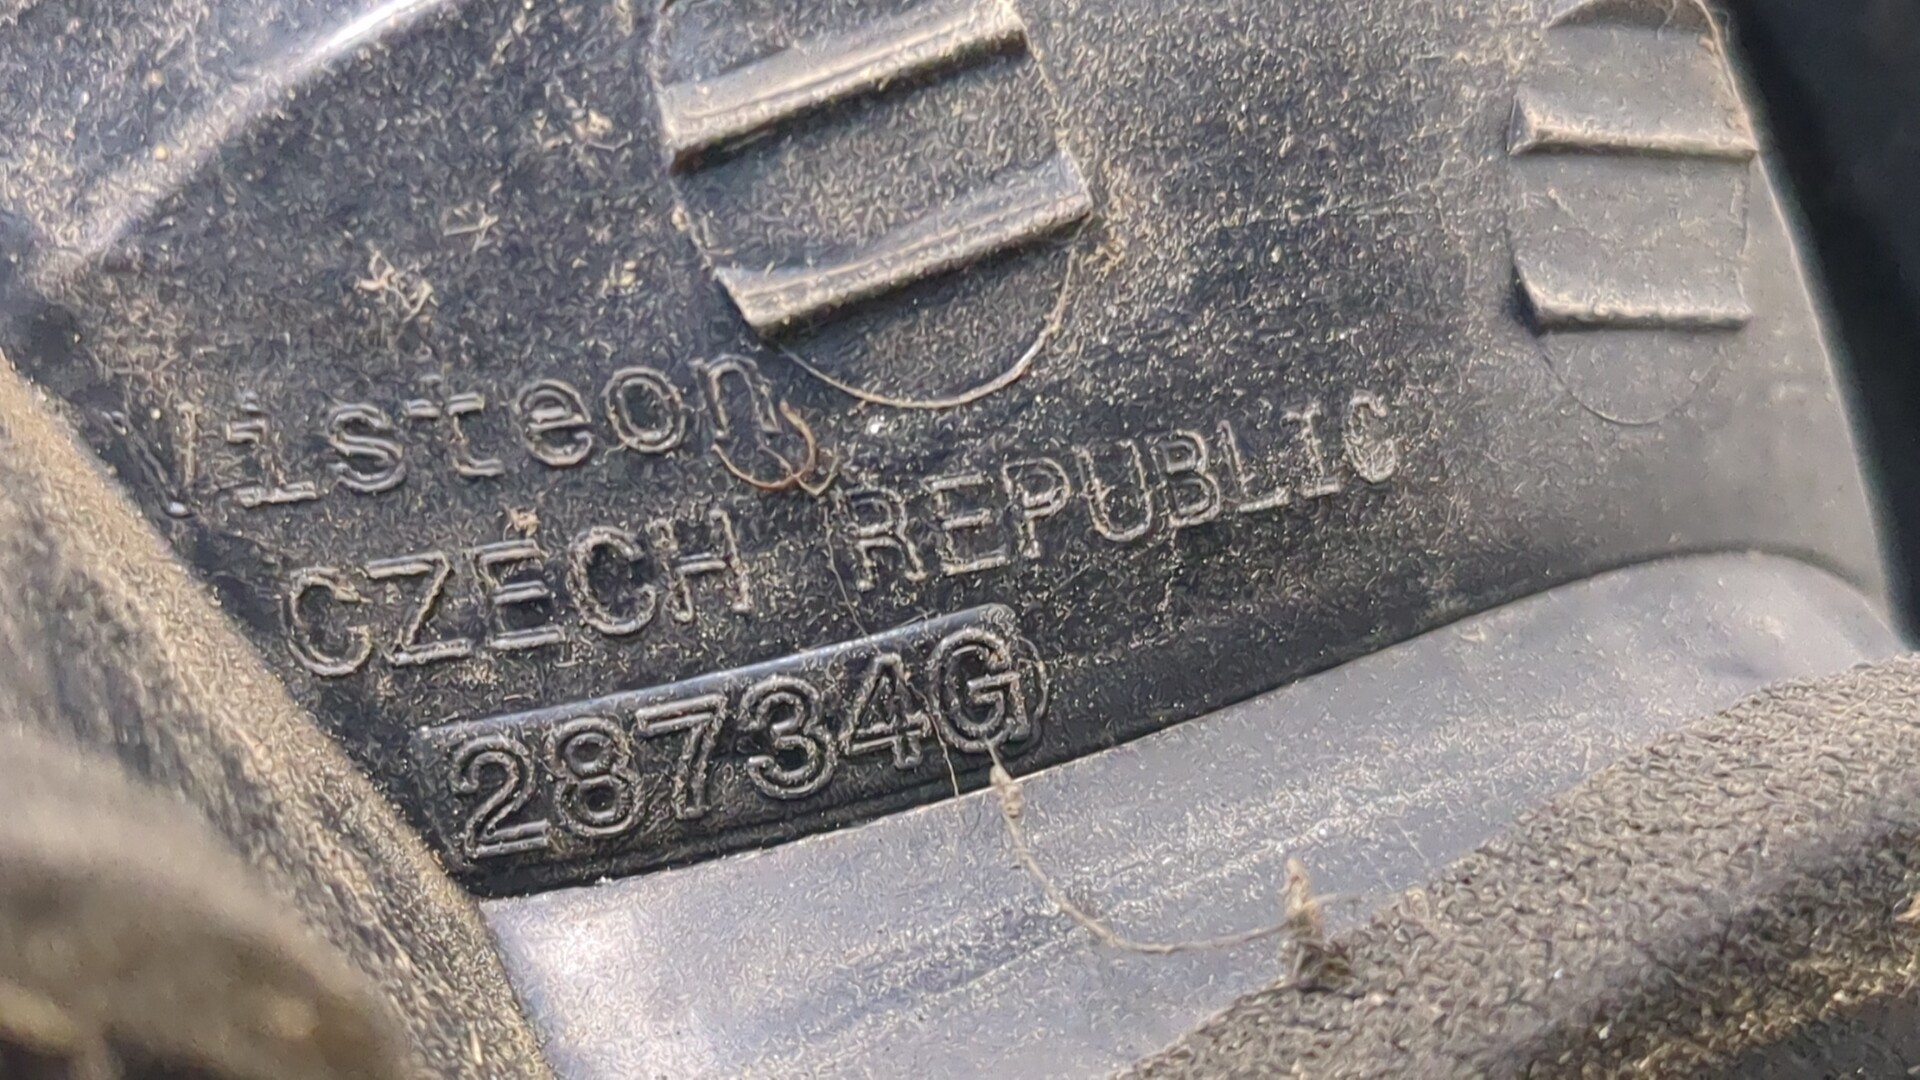 Visteon
CZECH REPUBLIC
28734G